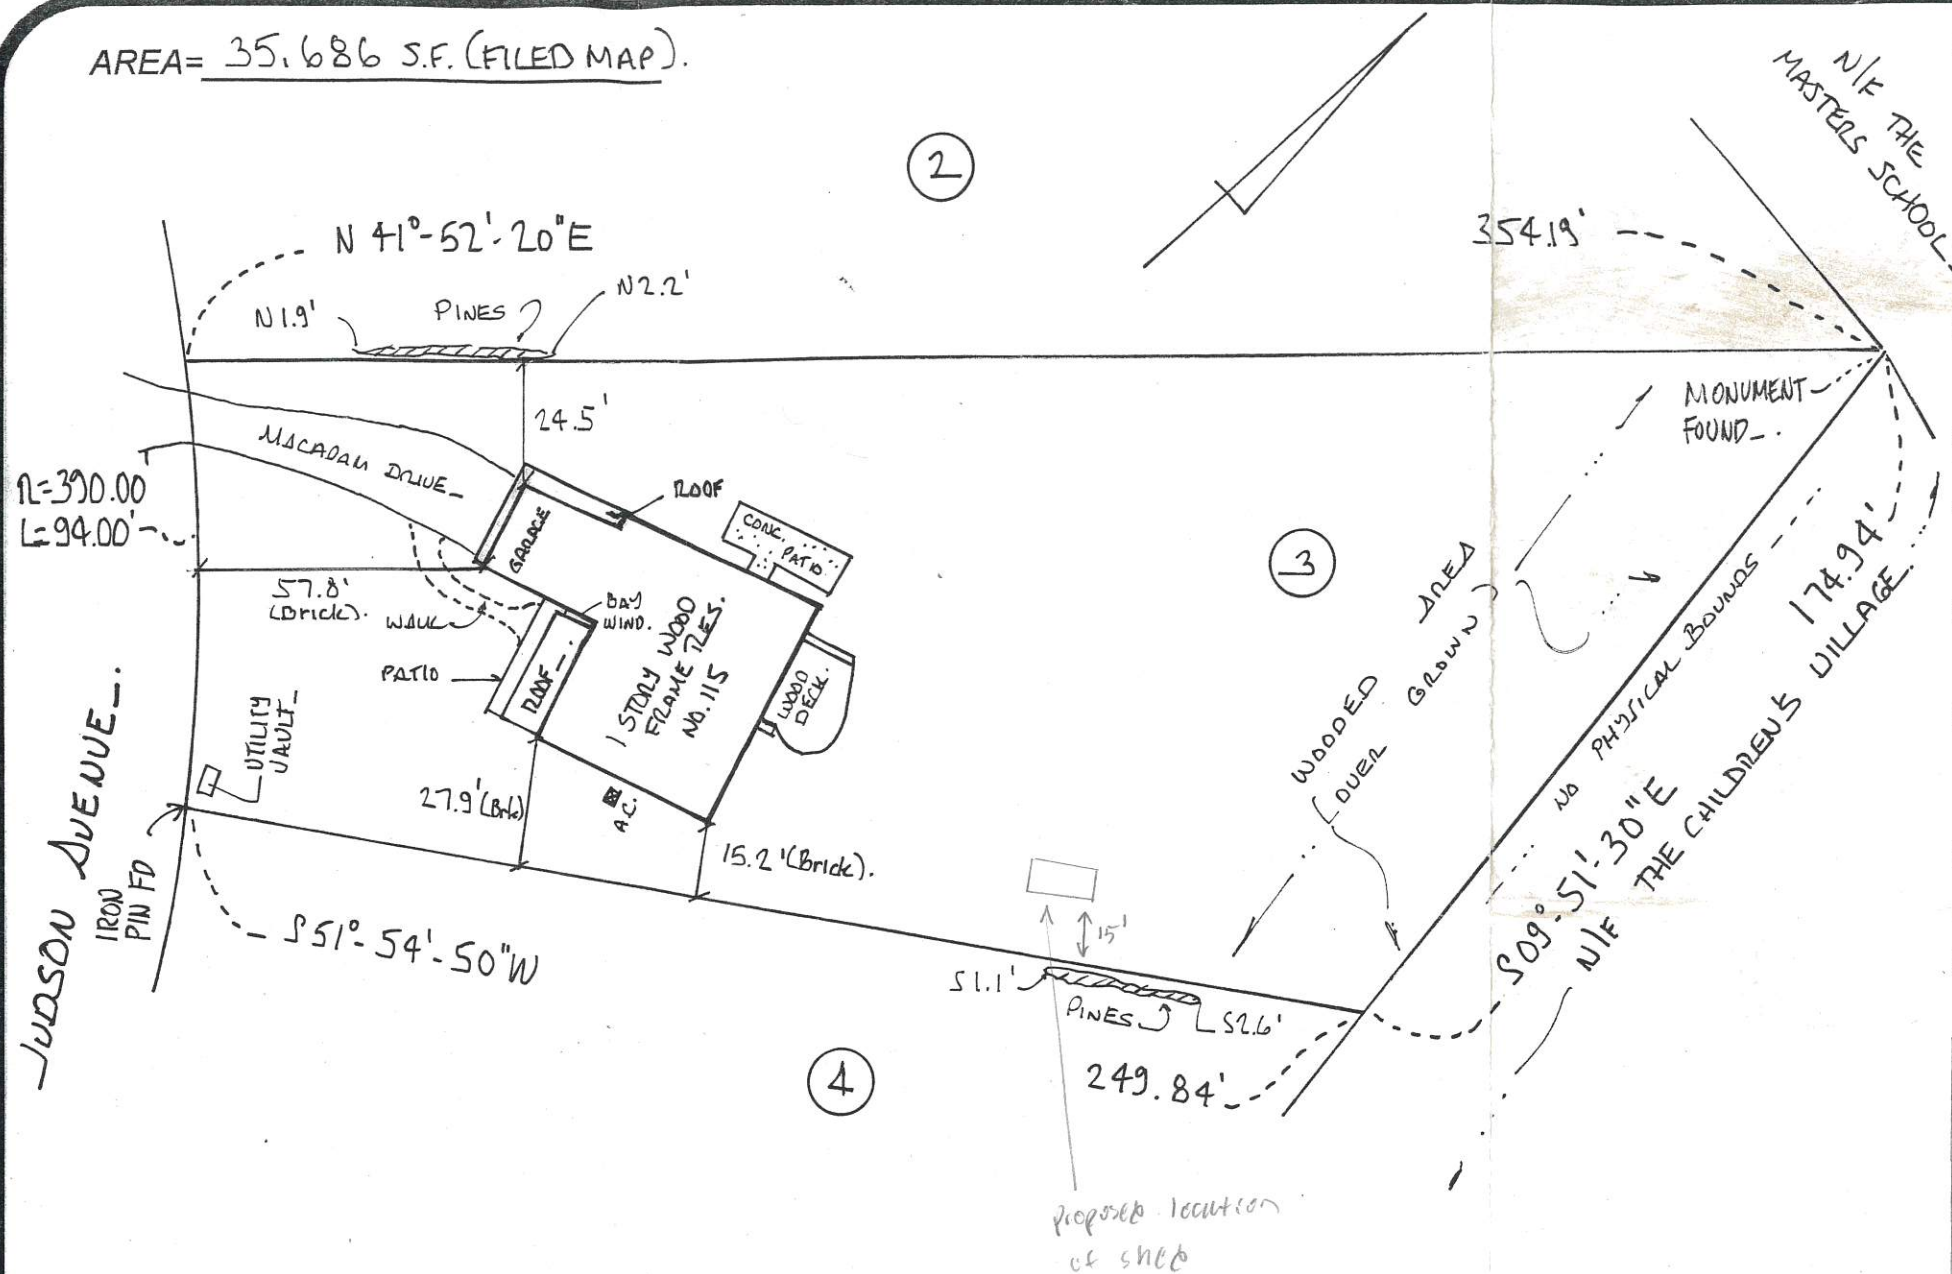 AREA= 35,686 S.F. (FILED MAP).
N/F THE
MASTERS SCHOOL
2
N 41°-52'-20"E
354.19'
N1.9'
PINES
N2.2'
24.5'
MONUMENT
FOUND
MACADAM DRIVE
R=390.00'
L=94.00'
ROOF
GARAGE
CONC.
PATIO
3
57.8'
(Brick).
WALK
BAY
WIND.
PATIO
ROOF
1 STORY WOOD
FRAME RES.
NO. 115
WOOD
DECK.
WOODED AREA
OVER GROWN
NO PHYSICAL BOUNDS
174.94'
S09°-51'-30"E
N/F THE CHILDREN'S VILLAGE.
UTILITY
VAULT
JUDSON AVENUE
IRON
PIN FD
27.9' (Brk)
A.C.
15.2' (Brick).
15'
S51°-54'-50"W
S1.1'
PINES
S2.6'
249.84'
4
proposed location
of shed